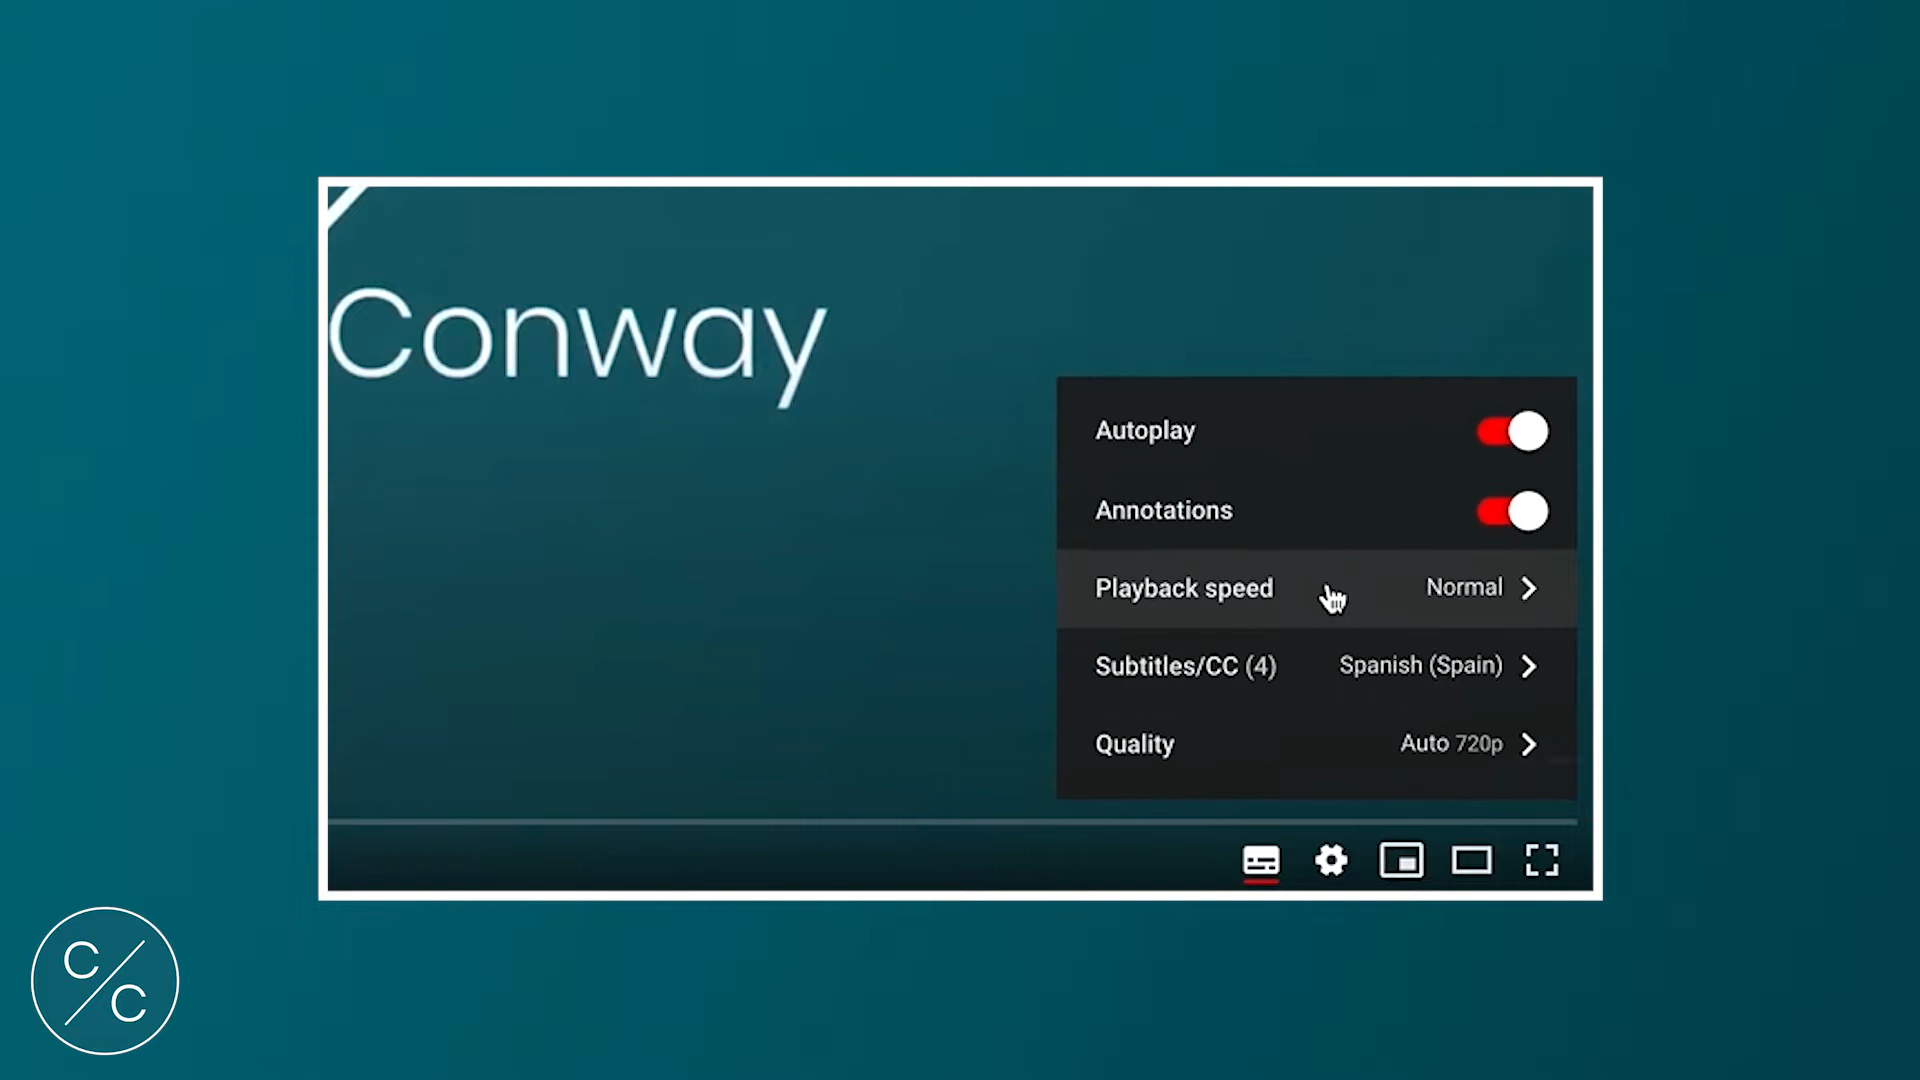 Conway
Autoplay
Annotations
Playback speed Normal
Subtitles/CC (4) Spanish (Spain)
Quality Auto 720p
C/C